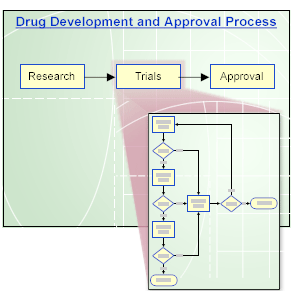 Drug Development and Approval Process
Research
Trials
Approval